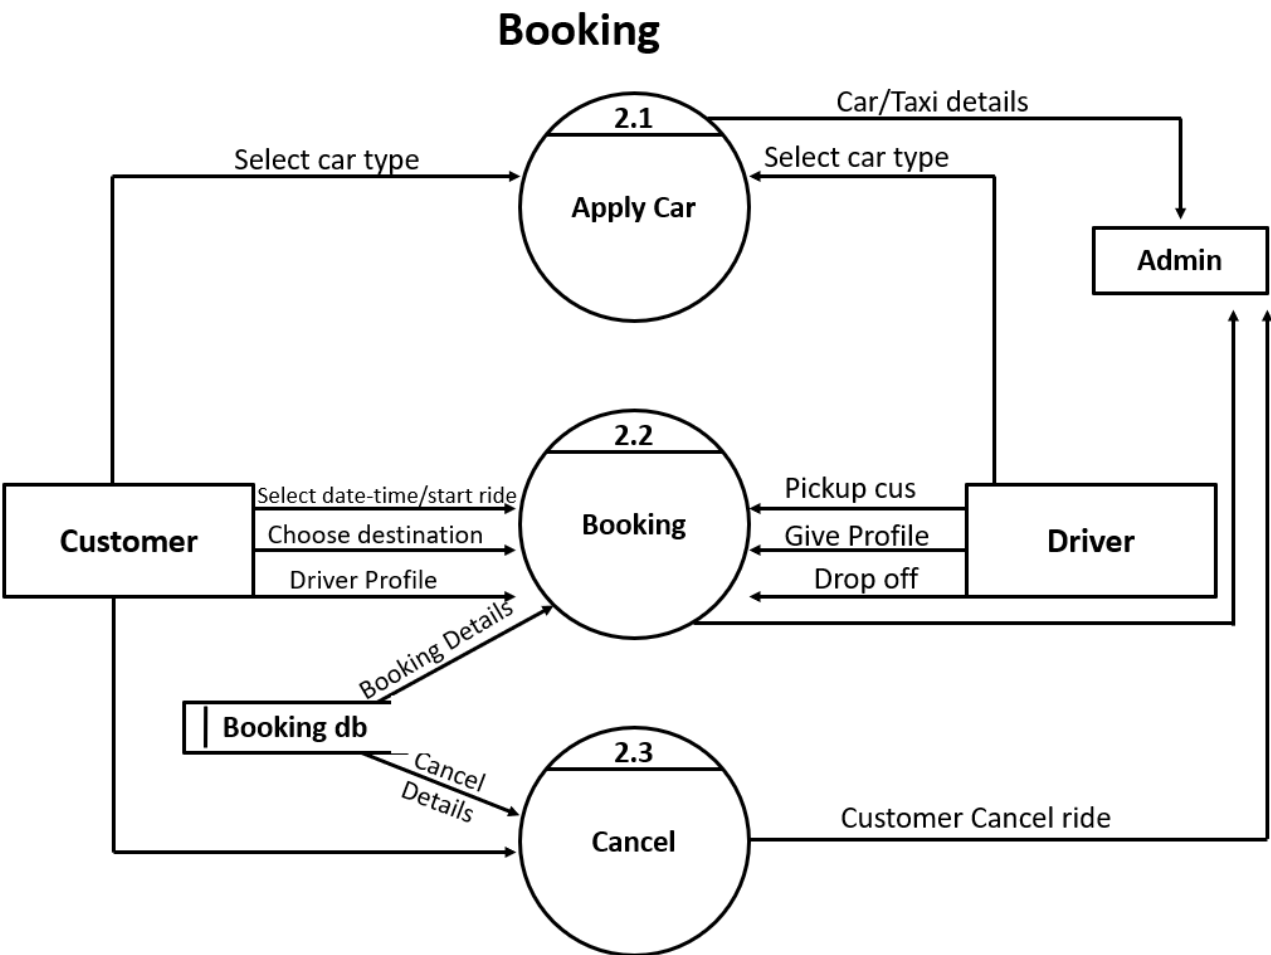 Booking
2.1
Car/Taxi details
Select car type
Select car type
Apply Car
Admin
2.2
Select date-time/start ride
Pickup cus
Booking
Customer
Choose destination
Give Profile
Driver
Driver Profile
Drop off
Booking Details
Booking db
2.3
Cancel
Details
Customer Cancel ride
Cancel